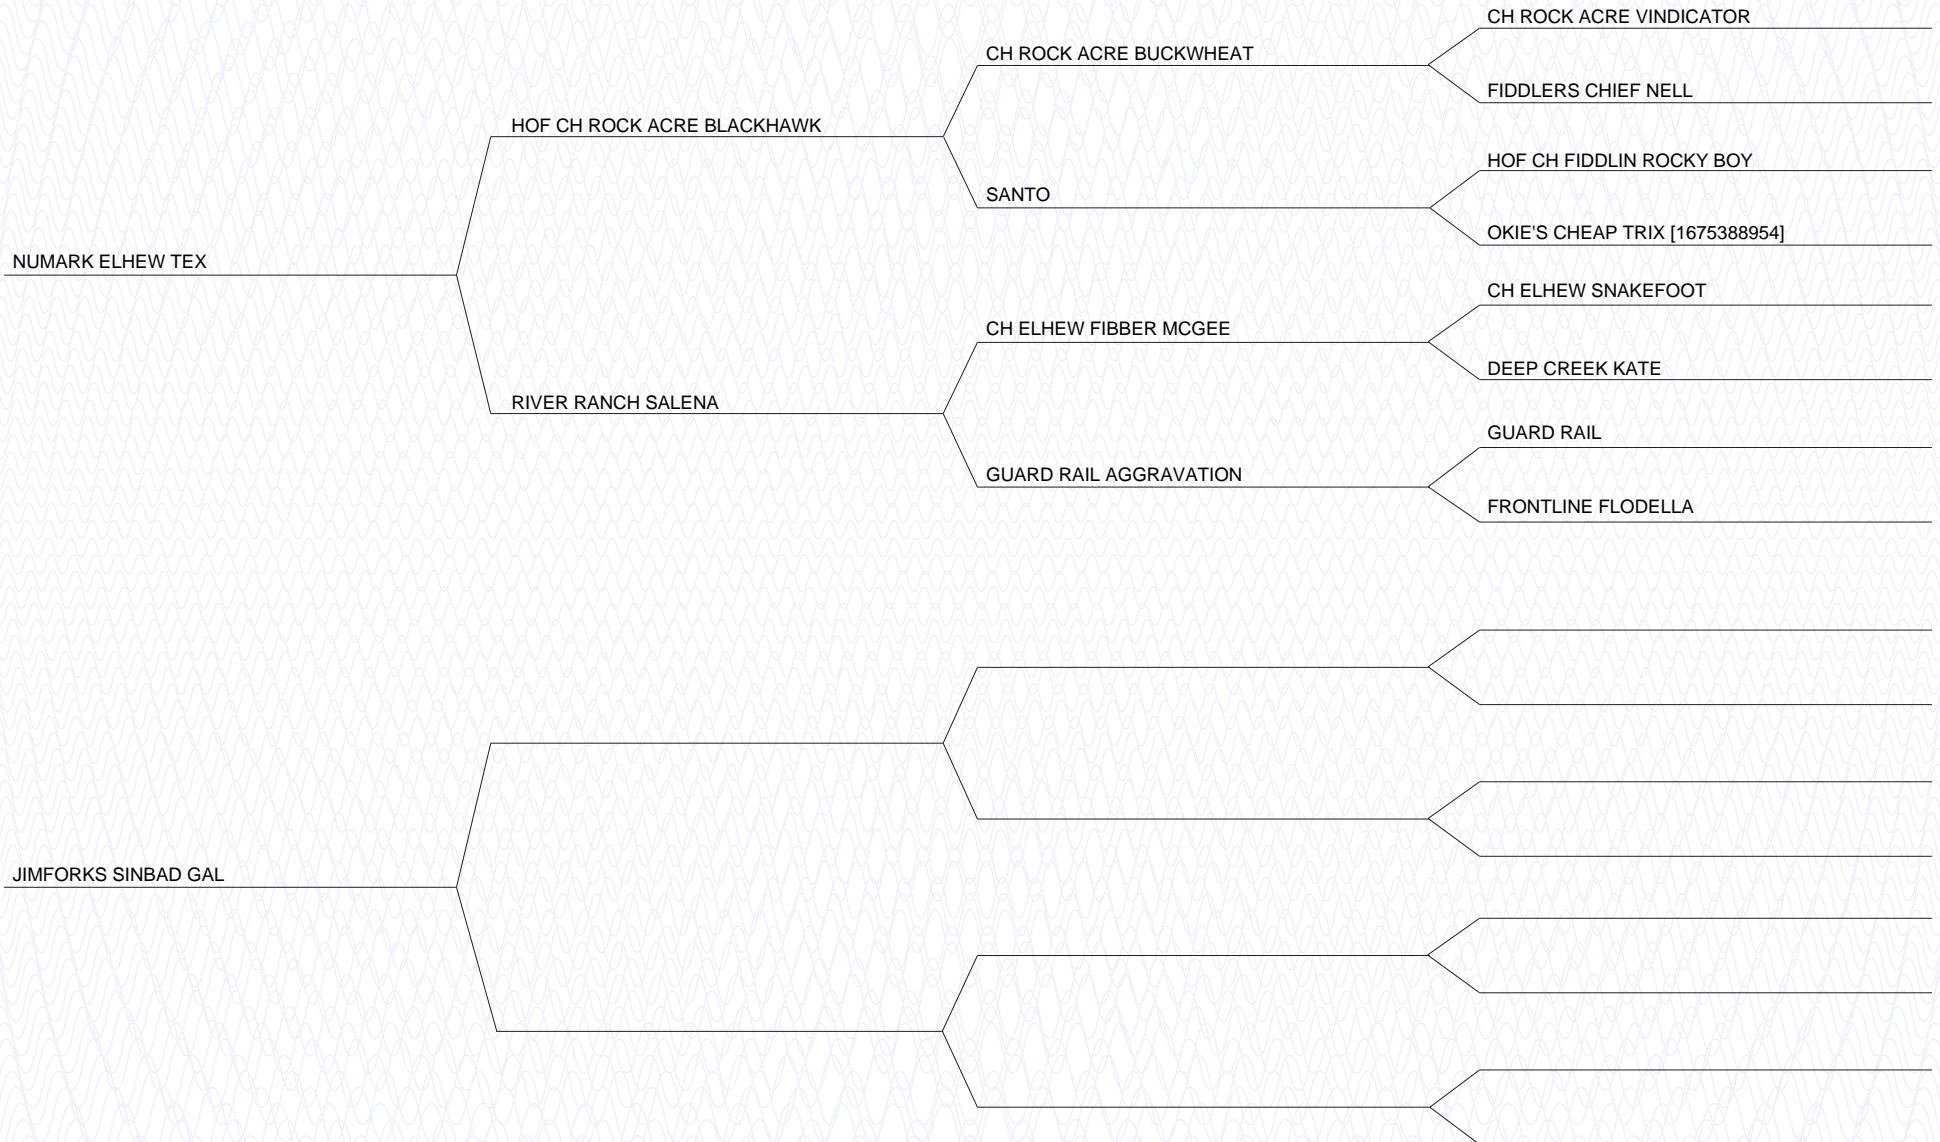 CH ROCK ACRE VINDICATOR
CH ROCK ACRE BUCKWHEAT
FIDDLERS CHIEF NELL
HOF CH ROCK ACRE BLACKHAWK
HOF CH FIDDLIN ROCKY BOY
SANTO
OKIE'S CHEAP TRIX [1675388954]
NUMARK ELHEW TEX
CH ELHEW SNAKEFOOT
CH ELHEW FIBBER MCGEE
DEEP CREEK KATE
RIVER RANCH SALENA
GUARD RAIL
GUARD RAIL AGGRAVATION
FRONTLINE FLODELLA
JIMFORKS SINBAD GAL